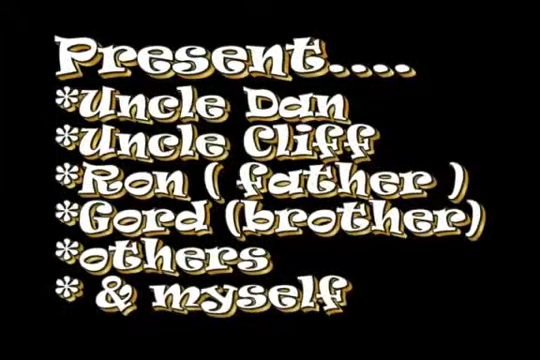 Present....
*Uncle Dan
*Uncle Cliff
*Ron ( father )
*Gord (brother)
*others
* & myself